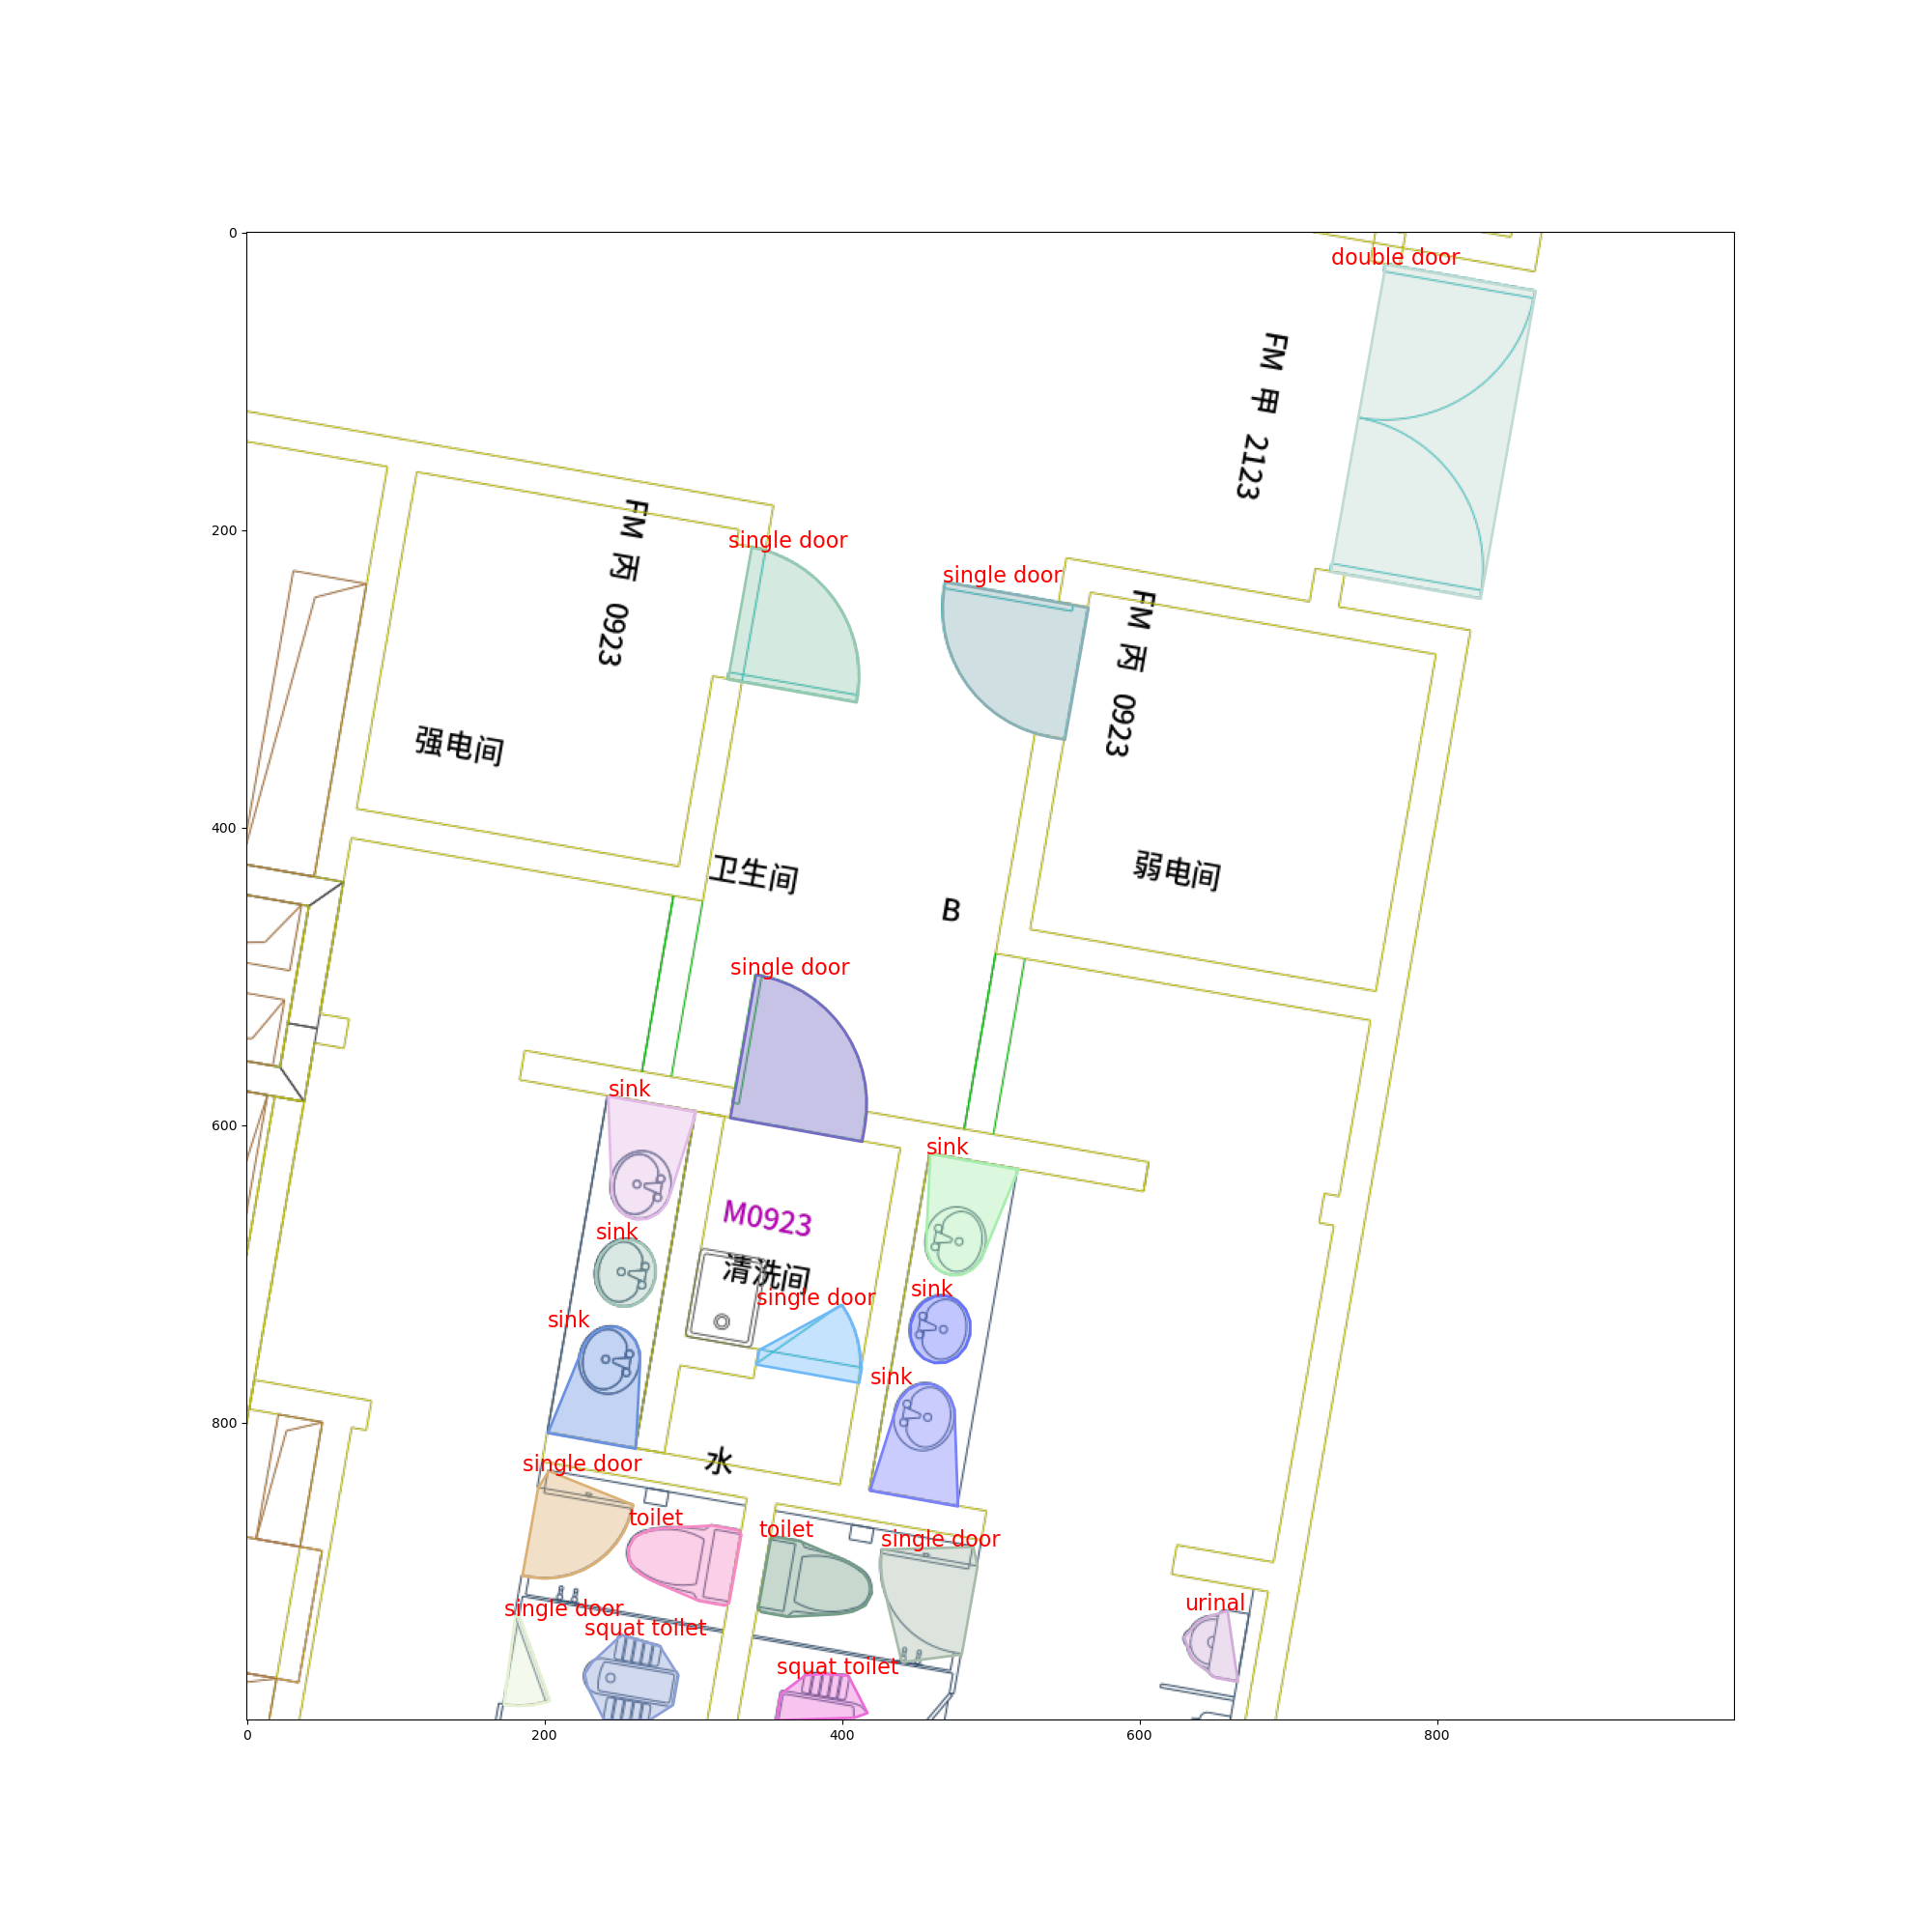 0
double door
FM 甲 2123
200
FM 丙 0923
single door
single door
FM 丙 0923
强电间
400
卫生间
弱电间
B
single door
600
sink
sink
M0923
sink
清洗间
sink
single door
sink
sink
800
水
single door
toilet
toilet
single door
single door
squat toilet
urinal
squat toilet
0
200
400
600
800